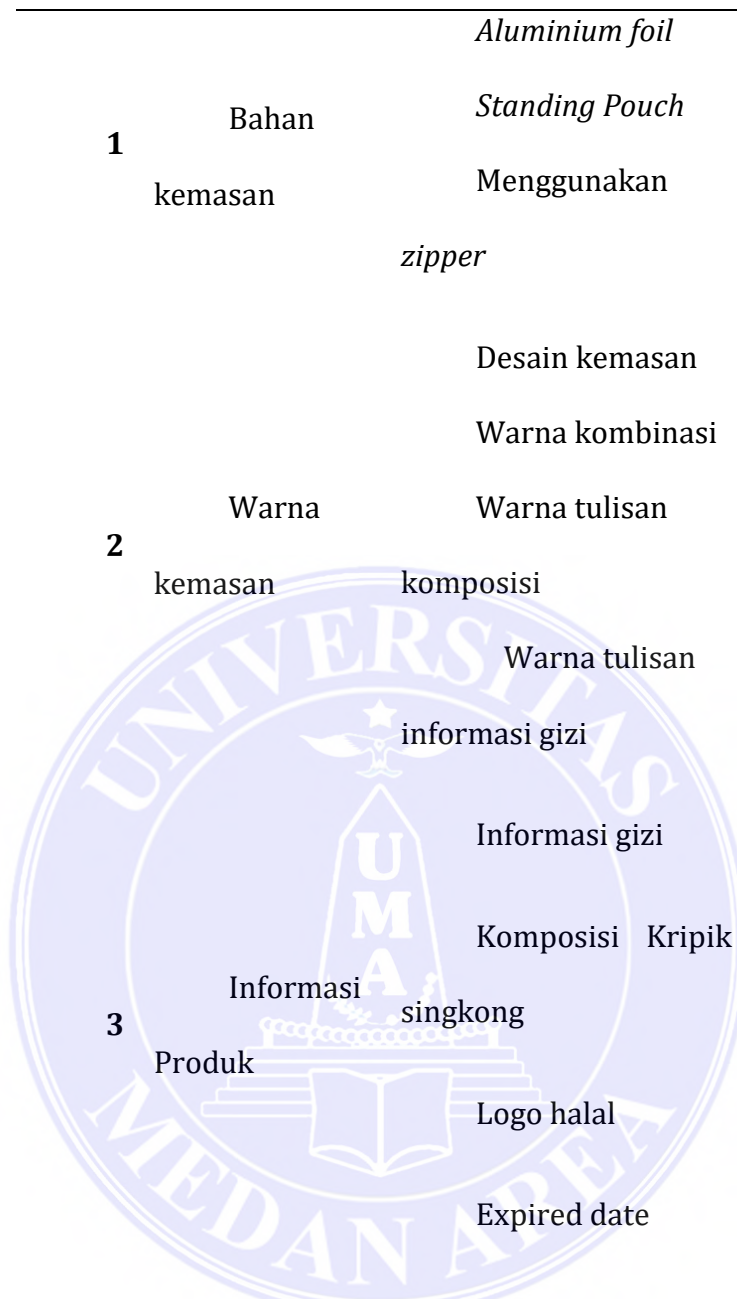 Aluminium foil
Bahan
Standing Pouch
1
kemasan
Menggunakan
zipper
Desain kemasan
Warna kombinasi
Warna
Warna tulisan
2
kemasan
komposisi
Warna tulisan
informasi gizi
Informasi gizi
Komposisi Kripik
Informasi
singkong
3
Produk
Logo halal
Expired date
UNIVERSITAS
UMA
MEDAN AREA